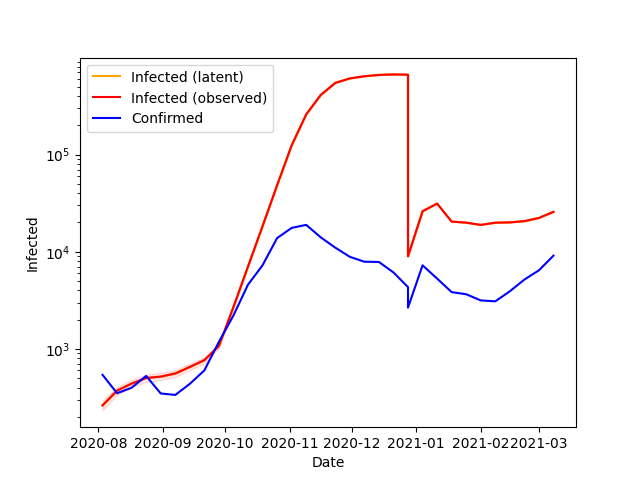 Infected (latent)
Infected (observed)
Confirmed
10^5
10^4
10^3
Infected
2020-08 2020-09 2020-10 2020-11 2020-12 2021-01 2021-02 2021-03
Date